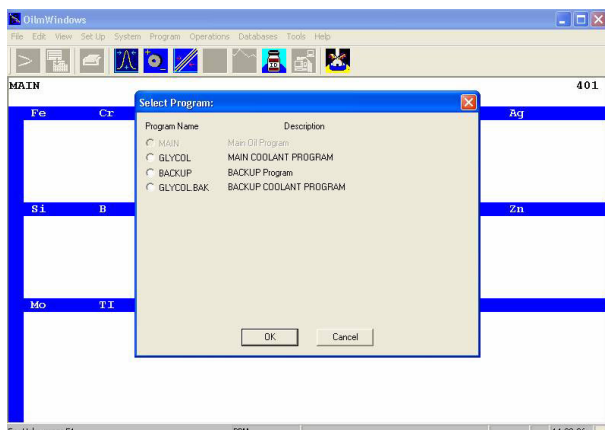 OilmWindows
File Edit View Set Up System Program Operations Databases Tools Help
MAIN 401
Select Program:
Fe Cr Ag
Program Name Description
MAIN Main Oil Program
GLYCOL MAIN COOLANT PROGRAM
BACKUP BACKUP Program
GLYCOL.BAK BACKUP COOLANT PROGRAM
Si B Zn
Mo TI
OK Cancel